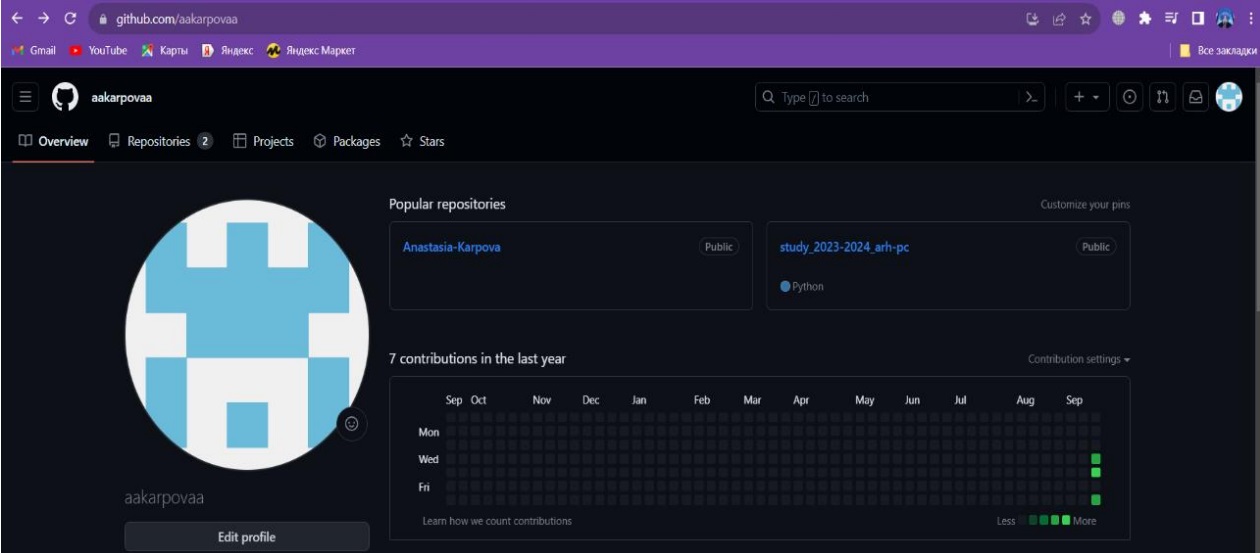 github.com/aakarpovaa
Gmail YouTube Карты Яндекс Яндекс Маркет Все закладки
aakarpovaa Type / to search
Overview Repositories 2 Projects Packages Stars
Popular repositories Customize your pins
Anastasia-Karpova Public study_2023-2024_arh-pc Public
Python
7 contributions in the last year Contribution settings
Sep Oct Nov Dec Jan Feb Mar Apr May Jun Jul Aug Sep
Mon
Wed
Fri
Learn how we count contributions Less More
aakarpovaa
Edit profile